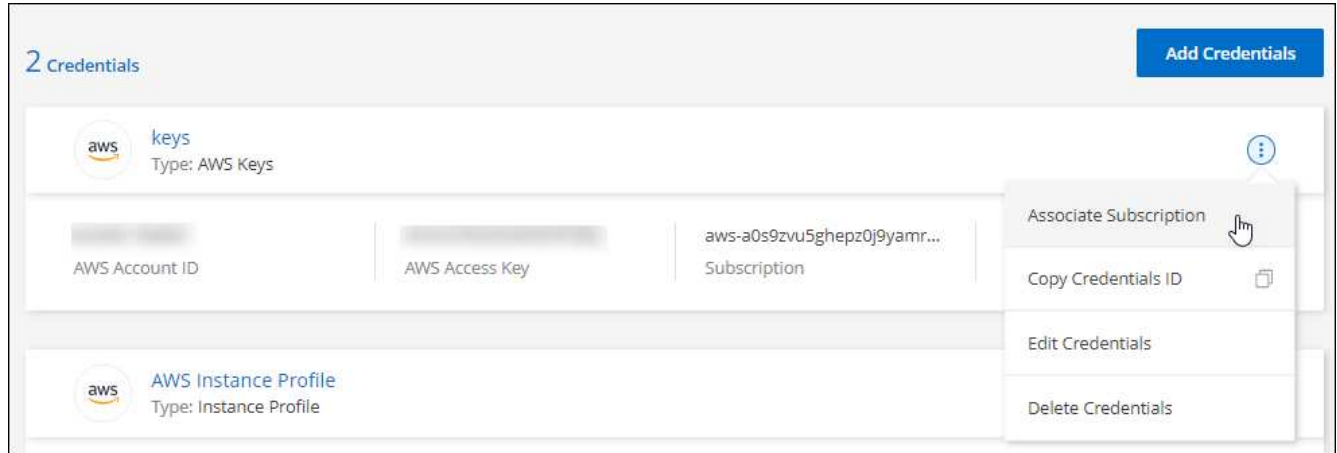 2 Credentials
Add Credentials
aws
keys
Type: AWS Keys
Associate Subscription
aws-a0s9zvu5ghepz0j9yamr...
AWS Account ID
AWS Access Key
Subscription
Copy Credentials ID
Edit Credentials
aws
AWS Instance Profile
Type: Instance Profile
Delete Credentials